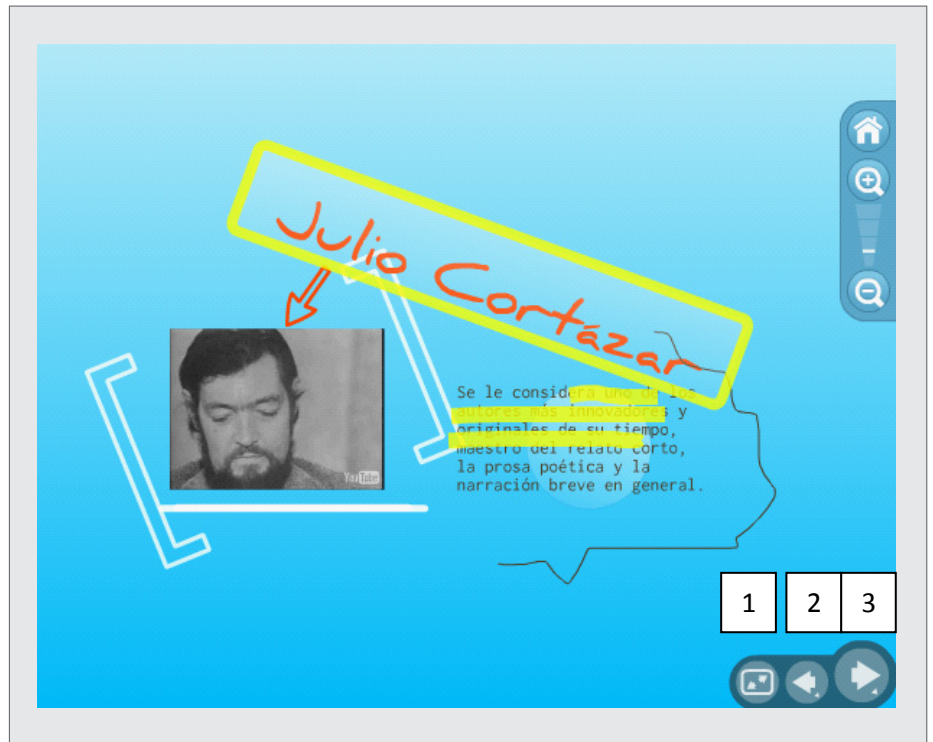 Julio Cortázar
Se le considera uno de los
autores más innovadores y
originales de su tiempo,
maestro del relato corto,
la prosa poética y la
narración breve en general.
YouTube
1 2 3